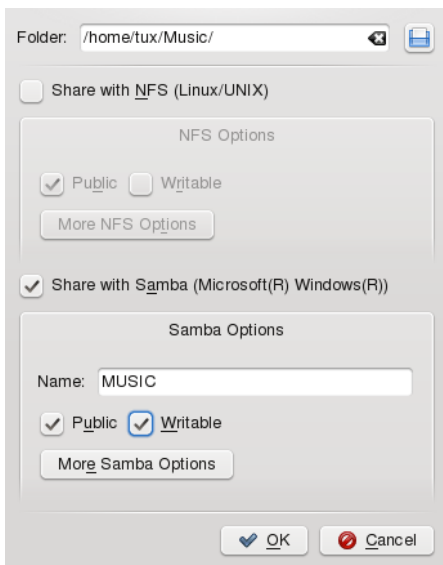 Folder: /home/tux/Music/
Share with NFS (Linux/UNIX)
NFS Options
Public Writable
More NFS Options
Share with Samba (Microsoft(R) Windows(R))
Samba Options
Name: MUSIC
Public Writable
More Samba Options
OK Cancel